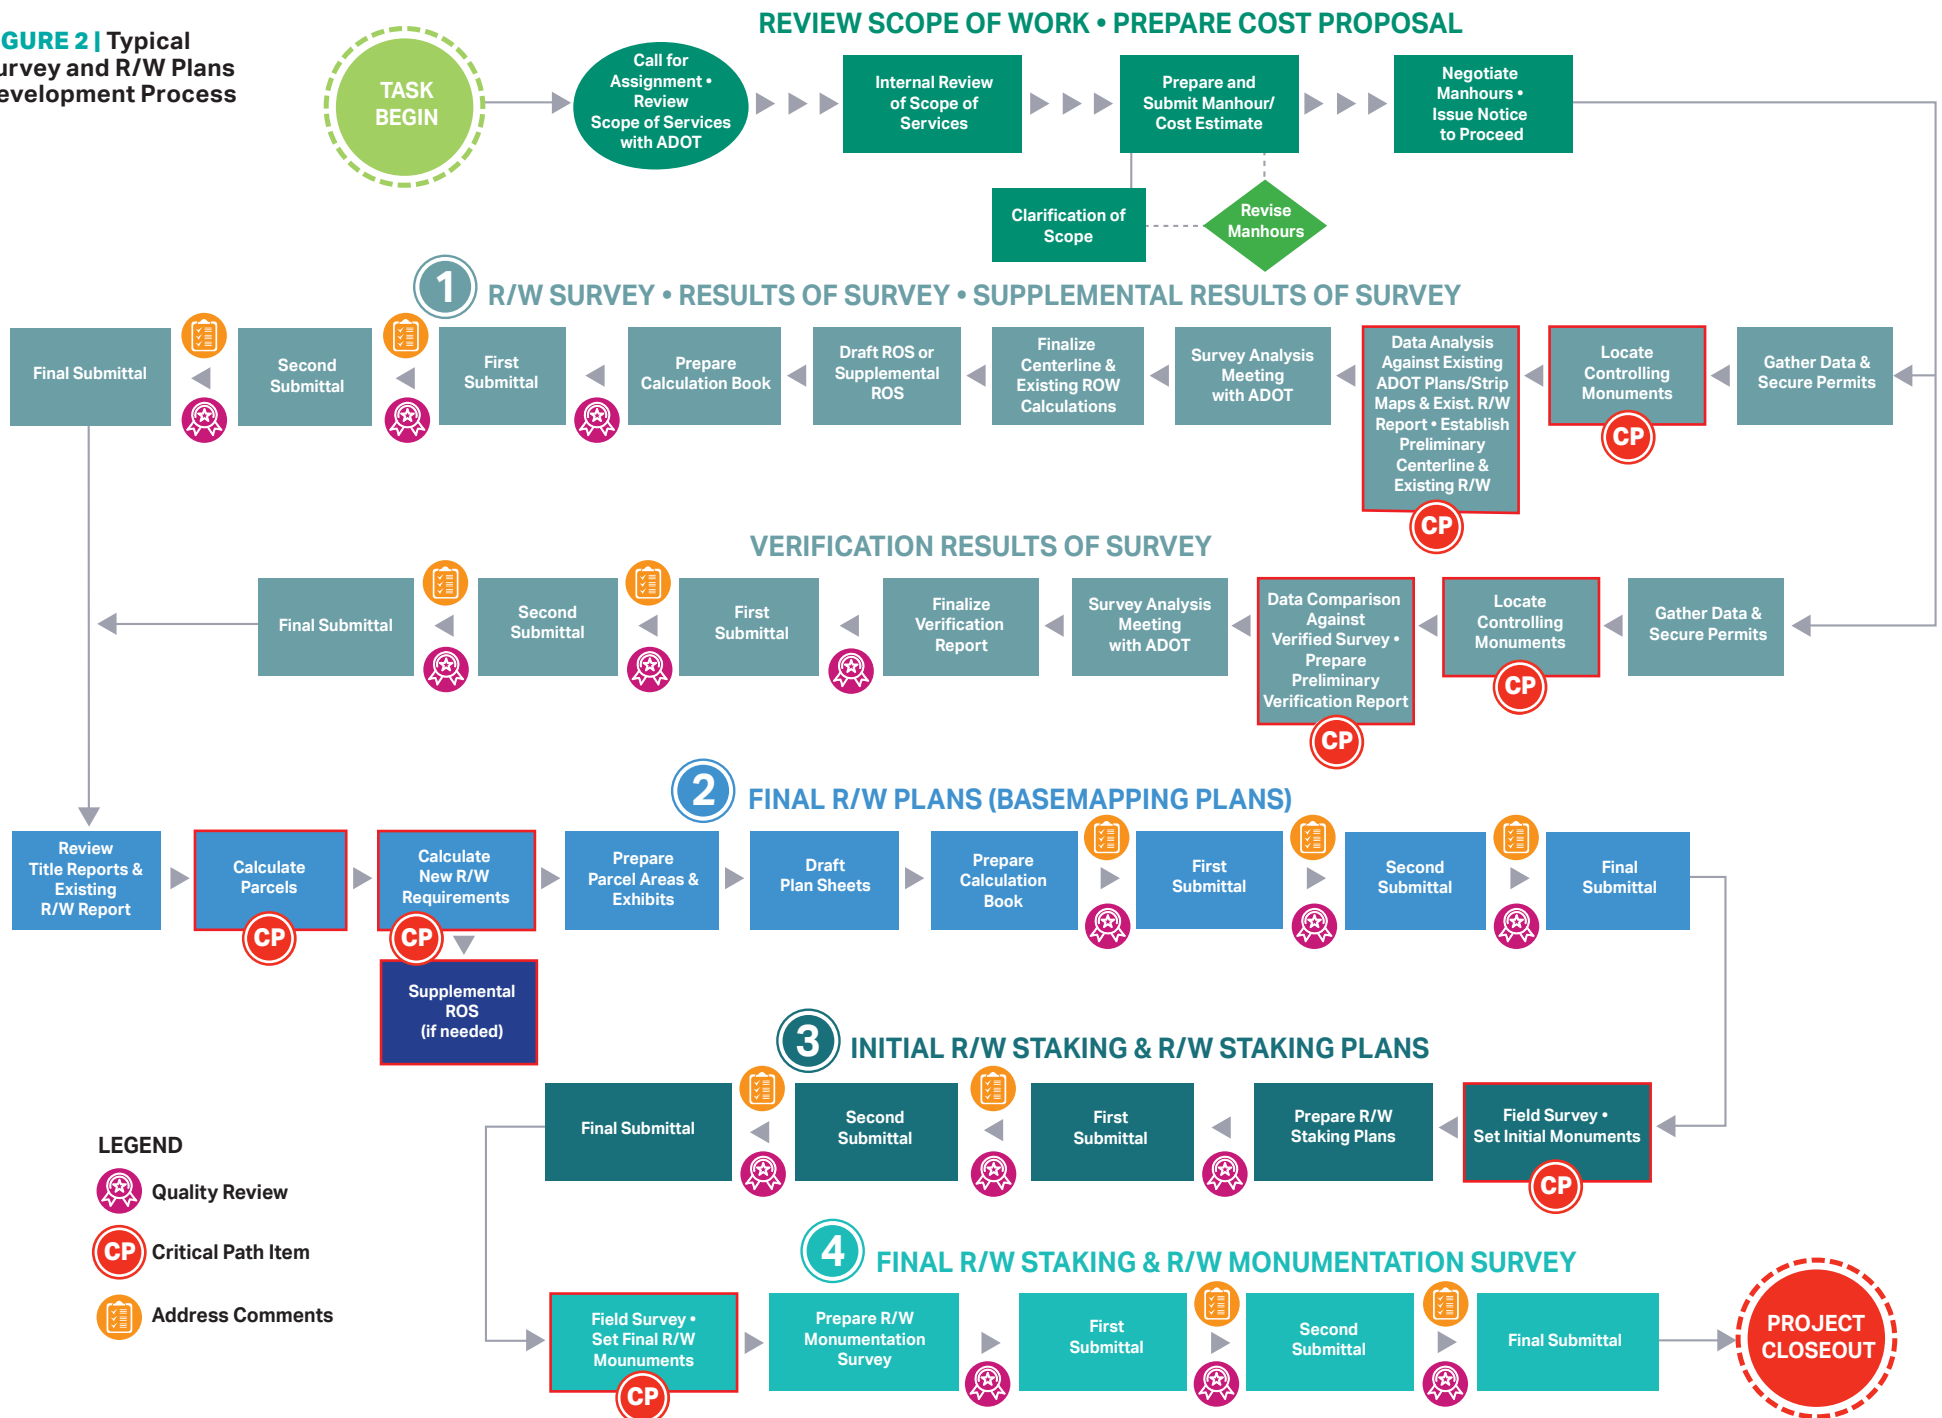 GURE 2 | Typical
urvey and R/W Plans
evelopment Process
REVIEW SCOPE OF WORK • PREPARE COST PROPOSAL
TASK
BEGIN
Call for
Assignment •
Review
Scope of Services
with ADOT
Internal Review
of Scope of
Services
Prepare and
Submit Manhour/
Cost Estimate
Negotiate
Manhours •
Issue Notice
to Proceed
Clarification of
Scope
Revise
Manhours
1
R/W SURVEY • RESULTS OF SURVEY • SUPPLEMENTAL RESULTS OF SURVEY
Final Submittal
Second
Submittal
First
Submittal
Prepare
Calculation Book
Draft ROS or
Supplemental
ROS
Finalize
Centerline &
Existing ROW
Calculations
Survey Analysis
Meeting
with ADOT
Data Analysis
Against Existing
ADOT Plans/Strip
Maps & Exist. R/W
Report • Establish
Preliminary
Centerline &
Existing R/W
CP
Locate
Controlling
Monuments
CP
Gather Data &
Secure Permits
VERIFICATION RESULTS OF SURVEY
Final Submittal
Second
Submittal
First
Submittal
Finalize
Verification
Report
Survey Analysis
Meeting
with ADOT
Data Comparison
Against
Verified Survey •
Prepare
Preliminary
Verification Report
CP
Locate
Controlling
Monuments
CP
Gather Data &
Secure Permits
2
FINAL R/W PLANS (BASEMAPPING PLANS)
Review
Title Reports &
Existing
R/W Report
Calculate
Parcels
CP
Calculate
New R/W
Requirements
CP
Supplemental
ROS
(if needed)
Prepare
Parcel Areas &
Exhibits
Draft
Plan Sheets
Prepare
Calculation
Book
First
Submittal
Second
Submittal
Final
Submittal
3
INITIAL R/W STAKING & R/W STAKING PLANS
Final Submittal
Second
Submittal
First
Submittal
Prepare R/W
Staking Plans
Field Survey •
Set Initial Monuments
CP
LEGEND
Quality Review
CP
Critical Path Item
Address Comments
4
FINAL R/W STAKING & R/W MONUMENTATION SURVEY
Field Survey •
Set Final R/W
Mounuments
CP
Prepare R/W
Monumentation
Survey
First
Submittal
Second
Submittal
Final Submittal
PROJECT
CLOSEOUT